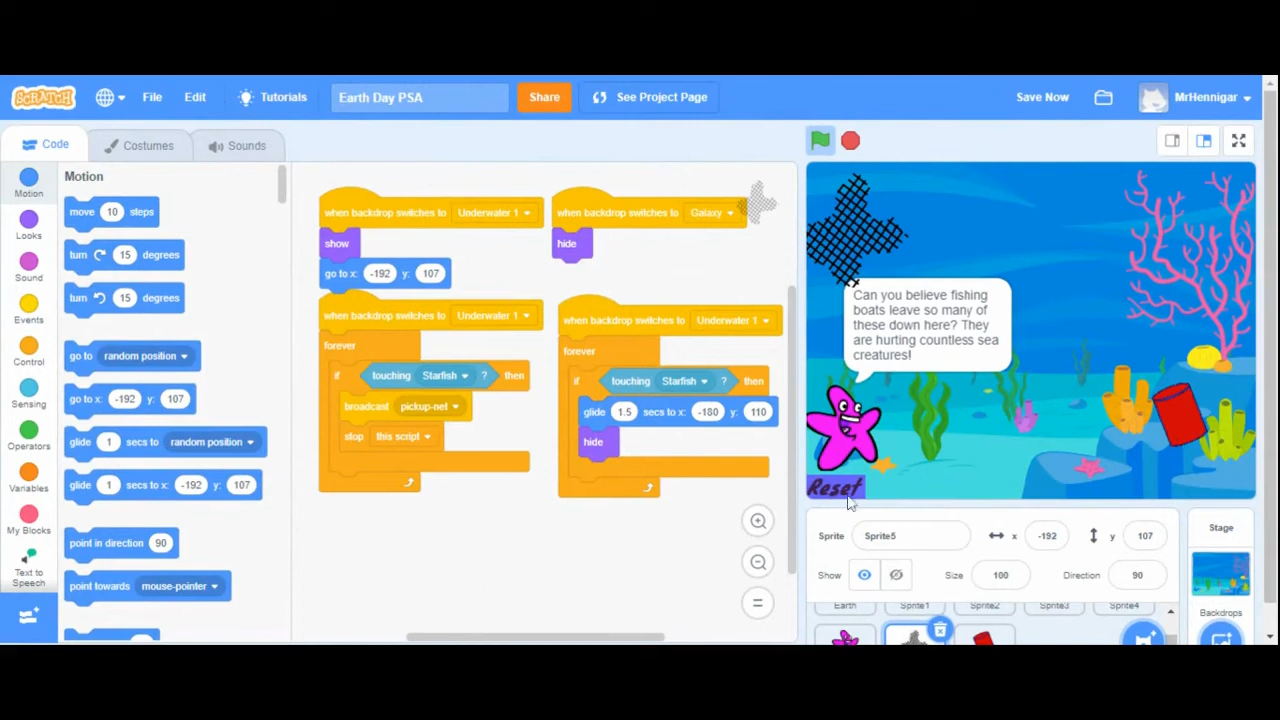 SCRATCH File Edit Tutorials Earth Day PSA Share See Project Page Save Now MrHennigar
Code Costumes Sounds
Motion
Motion
Looks
Sound
Events
Control
Sensing
Operators
Variables
My Blocks
Text to
Speech
move 10 steps
turn 15 degrees
turn 15 degrees
go to random position
go to x: -192 y: 107
glide 1 secs to random position
glide 1 secs to x: -192 y: 107
point in direction 90
point towards mouse-pointer
when backdrop switches to Underwater 1
show
go to x: -192 y: 107
when backdrop switches to Galaxy
hide
when backdrop switches to Underwater 1
forever
if touching Starfish ? then
broadcast pickup-net
stop this script
when backdrop switches to Underwater 1
forever
if touching Starfish ? then
glide 1.5 secs to x: -180 y: 110
hide
Can you believe fishing
boats leave so many of
these down here? They
are hurting countless sea
creatures!
Reset
Sprite Sprite5 x -192 y 107
Show Size 100 Direction 90
Earth Sprite1 Sprite2 Sprite3 Sprite4
Stage
Backdrops